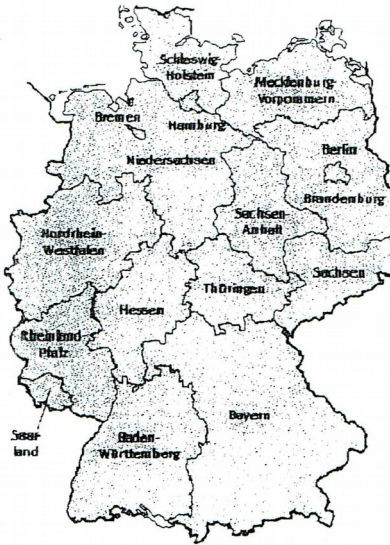 Schleswig-
Holstein
Mecklenburg
Vorpommern
Bremen
Hamburg
Niedersachsen
Berlin
Brandenburg
Sachsen-
Anhalt
Nordrhein-
Westfalen
Sachsen
Thüringen
Hessen
Rheinland
Pfalz
Saar-
land
Bayern
Baden-
Württemberg